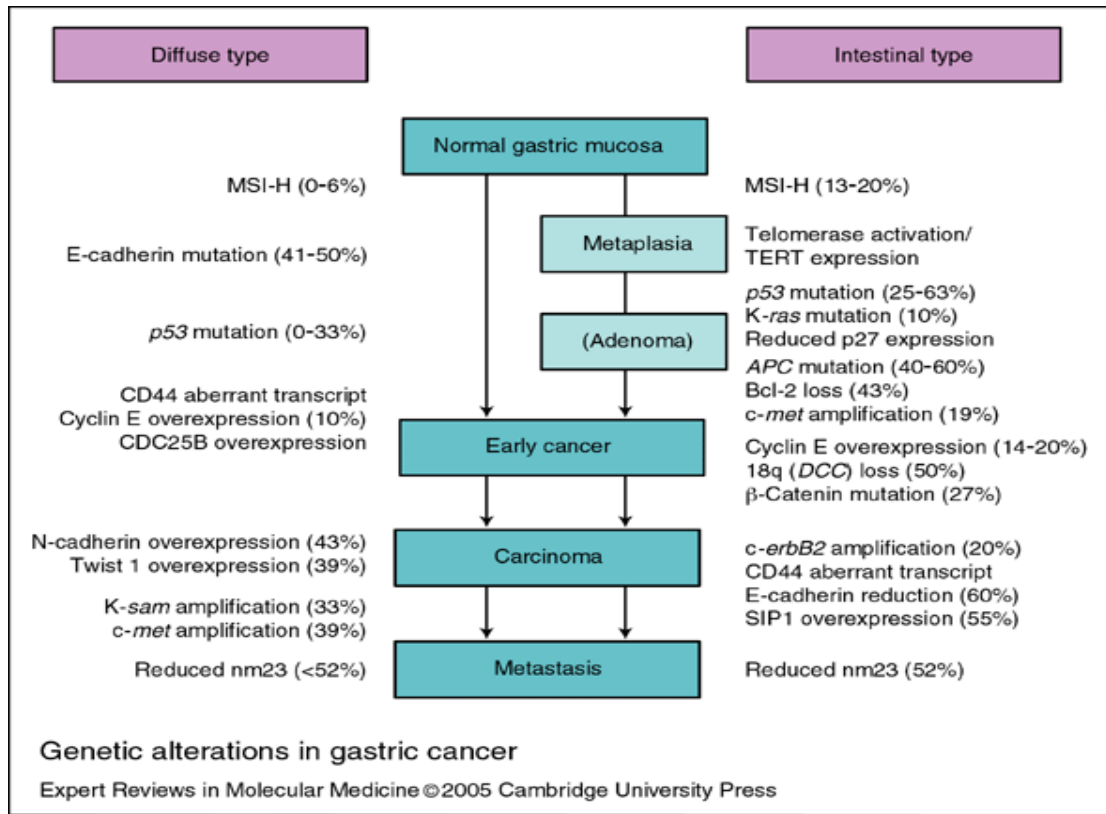 Diffuse type
Intestinal type
Normal gastric mucosa
MSI-H (0-6%)
MSI-H (13-20%)
Metaplasia
Telomerase activation/
TERT expression
E-cadherin mutation (41-50%)
p53 mutation (25-63%)
K-ras mutation (10%)
Reduced p27 expression
p53 mutation (0-33%)
(Adenoma)
APC mutation (40-60%)
Bcl-2 loss (43%)
c-met amplification (19%)
CD44 aberrant transcript
Cyclin E overexpression (10%)
CDC25B overexpression
Early cancer
Cyclin E overexpression (14-20%)
18q (DCC) loss (50%)
β-Catenin mutation (27%)
N-cadherin overexpression (43%)
Twist 1 overexpression (39%)
Carcinoma
c-erbB2 amplification (20%)
CD44 aberrant transcript
E-cadherin reduction (60%)
SIP1 overexpression (55%)
K-sam amplification (33%)
c-met amplification (39%)
Reduced nm23 (<52%)
Metastasis
Reduced nm23 (52%)
Genetic alterations in gastric cancer
Expert Reviews in Molecular Medicine ©2005 Cambridge University Press